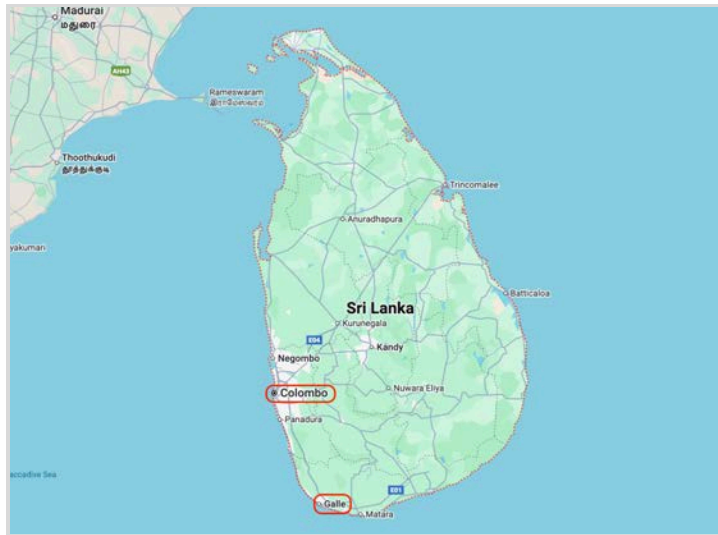 Madurai
மதுரை
AH43
Rameswaram
இராமேஸ்வரம்
Thoothukudi
தூத்துக்குடி
Trincomalee
Anuradhapura
yakumari
Batticaloa
Sri Lanka
Kurunegala
E04
Kandy
Negombo
Nuwara Eliya
Colombo
Panadura
accadive Sea
E01
Galle
Matara